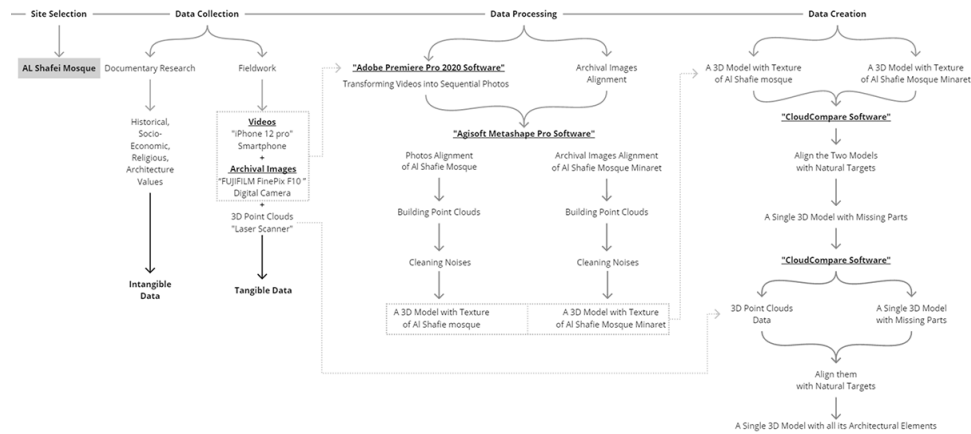 Site Selection
Data Collection
Data Processing
Data Creation
AL Shafei Mosque
Documentary Research
Fieldwork
Historical,
Socio-
Economic,
Religious,
Architecture
Values
Intangible
Data
Videos
"iPhone 12 pro"
Smartphone
+
Archival Images
"FUJIFILM FinePix F10 "
Digital Camera
+
3D Point Clouds
"Laser Scanner"
Tangible Data
"Adobe Premiere Pro 2020 Software"
Transforming Videos into Sequential Photos
Archival Images
Alignment
"Agisoft Metashape Pro Software"
Photos Alignment
of Al Shafie Mosque
Building Point Clouds
Cleaning Noises
A 3D Model with Texture
of Al Shafie mosque
Archival Images Alignment
of Al Shafie Mosque Minaret
Building Point Clouds
Cleaning Noises
A 3D Model with Texture
of Al Shafie Mosque Minaret
A 3D Model with Texture
of Al Shafie mosque
A 3D Model with Texture
of Al Shafie Mosque Minaret
"CloudCompare Software"
Align the Two Models
with Natural Targets
A Single 3D Model with Missing Parts
"CloudCompare Software"
3D Point Clouds
Data
A Single 3D Model
with Missing Parts
Align them
with Natural Targets
A Single 3D Model with all its Architectural Elements